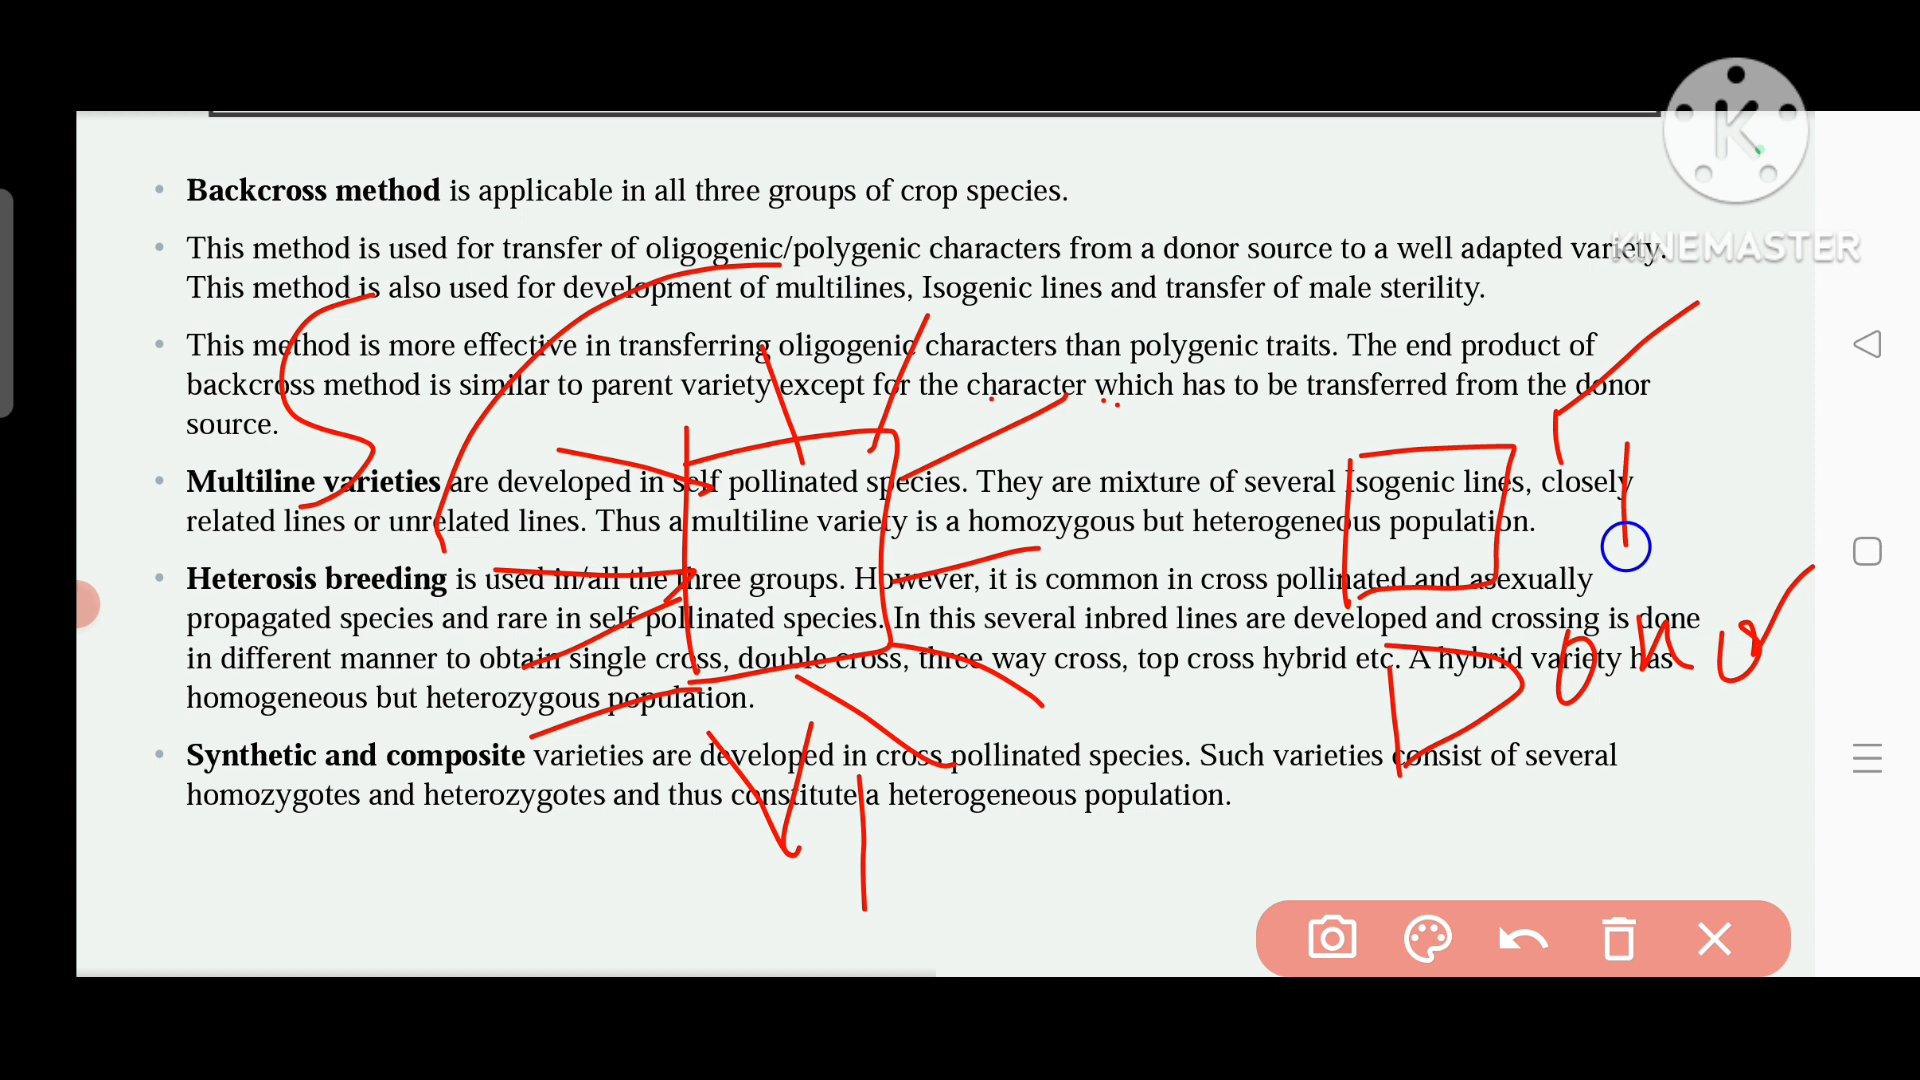 K
KINEMASTER
• Backcross method is applicable in all three groups of crop species.
• This method is used for transfer of oligogenic/polygenic characters from a donor source to a well adapted variety.
This method is also used for development of multilines, Isogenic lines and transfer of male sterility.
• This method is more effective in transferring oligogenic characters than polygenic traits. The end product of
backcross method is similar to parent variety except for the character which has to be transferred from the donor
source.
• Multiline varieties are developed in self pollinated species. They are mixture of several Isogenic lines, closely
related lines or unrelated lines. Thus a multiline variety is a homozygous but heterogeneous population.
• Heterosis breeding is used in/all the three groups. However, it is common in cross pollinated and asexually
propagated species and rare in self pollinated species. In this several inbred lines are developed and crossing is done
in different manner to obtain single cross, double cross, three way cross, top cross hybrid etc. A hybrid variety has
homogeneous but heterozygous population.
• Synthetic and composite varieties are developed in cross pollinated species. Such varieties consist of several
homozygotes and heterozygotes and thus constitute a heterogeneous population.
Donor
V1